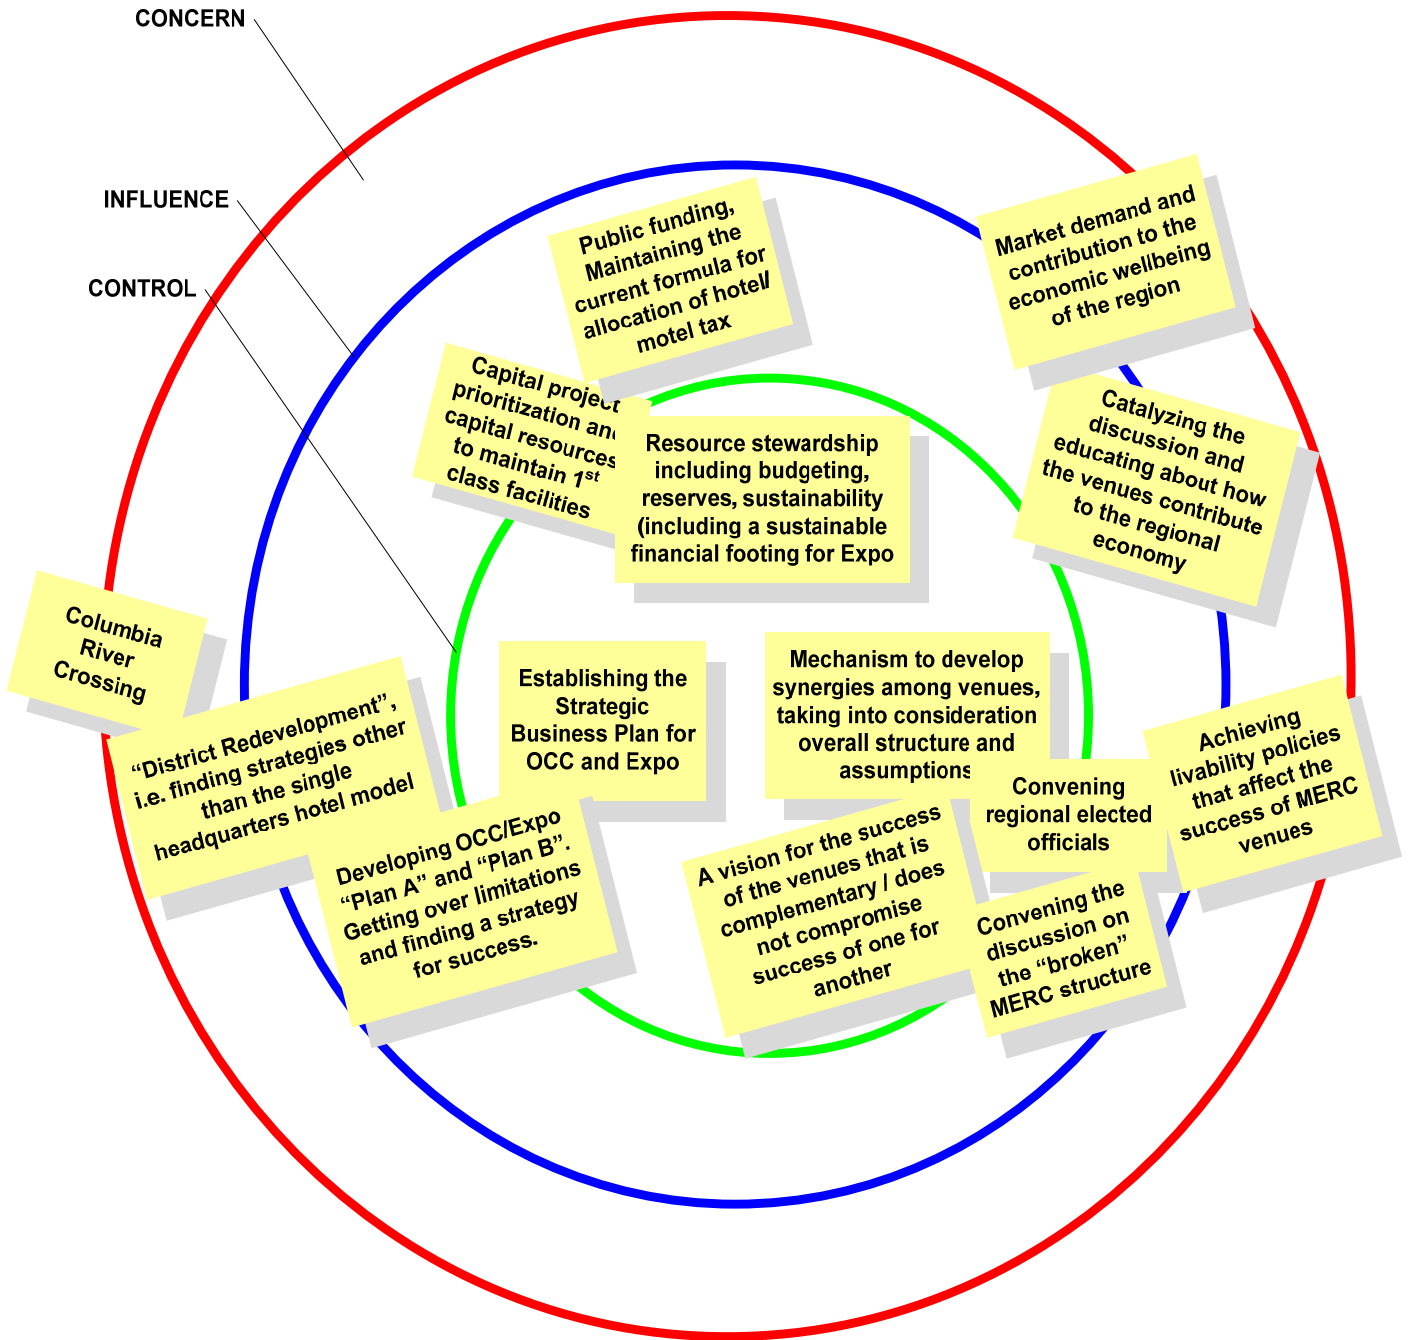 CONCERN
INFLUENCE
CONTROL
Public funding,
Maintaining the
current formula for
allocation of hotel/
motel tax
Market demand and
contribution to the
economic wellbeing
of the region
Capital project
prioritization and
capital resources
to maintain 1st
class facilities
Resource stewardship
including budgeting,
reserves, sustainability
(including a sustainable
financial footing for Expo
Catalyzing the
discussion and
educating about how
the venues contribute
to the regional
economy
Columbia
River
Crossing
“District Redevelopment”,
i.e. finding strategies other
than the single
headquarters hotel model
Establishing the
Strategic
Business Plan for
OCC and Expo
Mechanism to develop
synergies among venues,
taking into consideration
overall structure and
assumptions
Achieving
livability policies
that affect the
success of MERC
venues
Convening
regional elected
officials
Developing OCC/Expo
“Plan A” and “Plan B”.
Getting over limitations
and finding a strategy
for success.
A vision for the success
of the venues that is
complementary / does
not compromise
success of one for
another
Convening the
discussion on
the “broken”
MERC structure